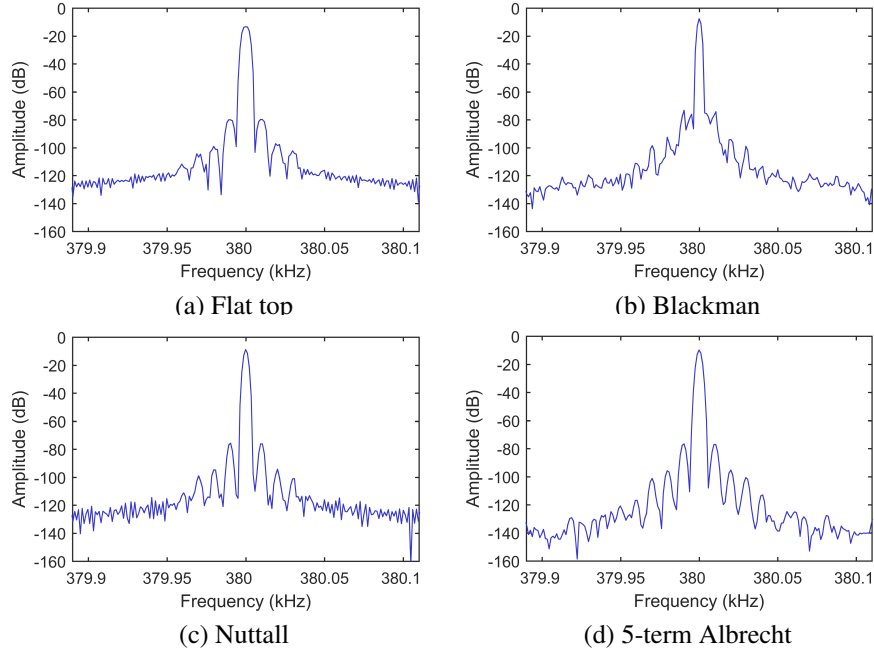 0
-20
-40
-60
-80
-100
-120
-140
-160
Amplitude (dB)
379.9 379.95 380 380.05 380.1
Frequency (kHz)
(a) Flat top
0
-20
-40
-60
-80
-100
-120
-140
-160
Amplitude (dB)
379.9 379.95 380 380.05 380.1
Frequency (kHz)
(b) Blackman
0
-20
-40
-60
-80
-100
-120
-140
-160
Amplitude (dB)
379.9 379.95 380 380.05 380.1
Frequency (kHz)
(c) Nuttall
0
-20
-40
-60
-80
-100
-120
-140
-160
Amplitude (dB)
379.9 379.95 380 380.05 380.1
Frequency (kHz)
(d) 5-term Albrecht